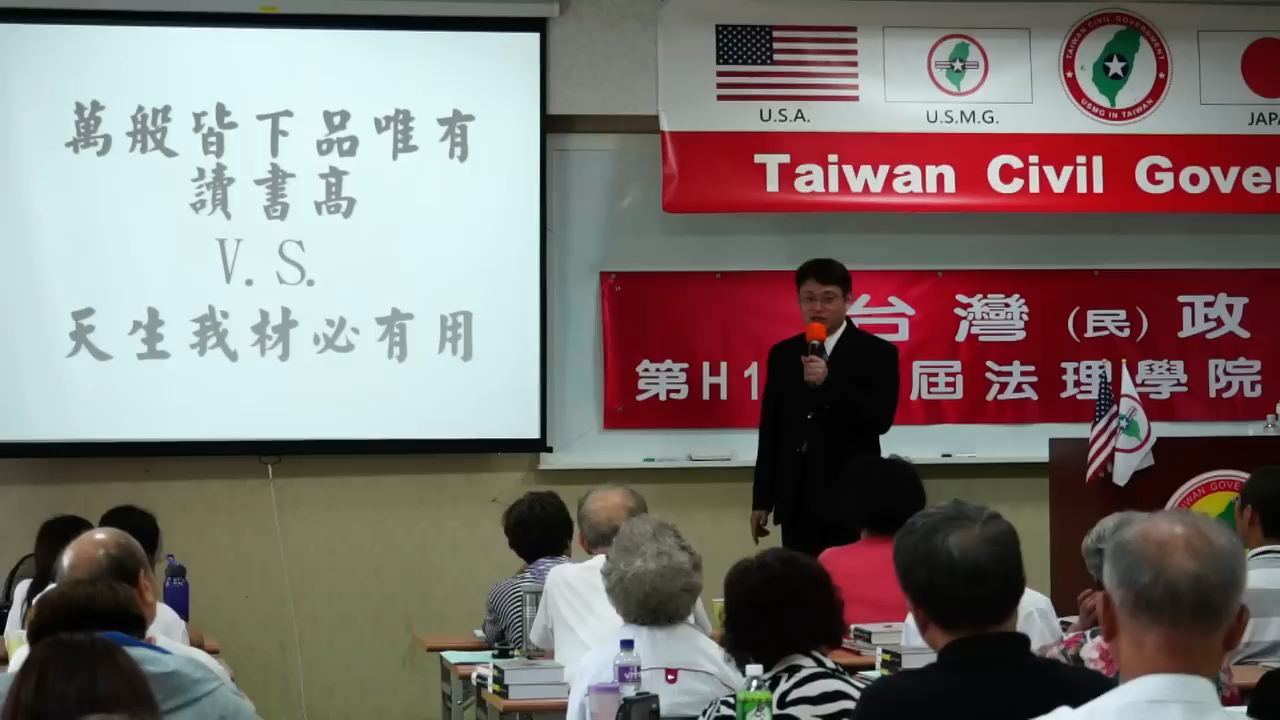 萬般皆下品唯有
讀書高
V.S.
天生我材必有用
U.S.A.
U.S.M.G.
TAIWAN CIVIL GOVERNMENT
USMG IN TAIWAN
JAPA
Taiwan Civil Gover
台灣(民)政
第H1 屆法理學院